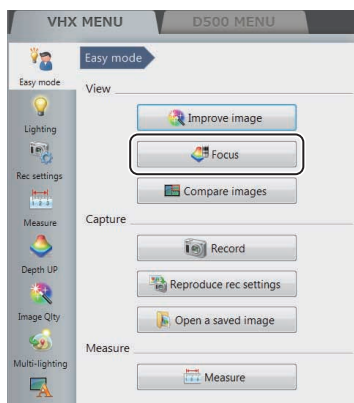 VHX MENU
D500 MENU
Easy mode
Easy mode
View
Improve image
Lighting
Focus
Rec settings
Compare images
Measure
Capture
Record
Depth UP
Reproduce rec settings
Image Qlty
Open a saved image
Measure
Multi-lighting
Measure